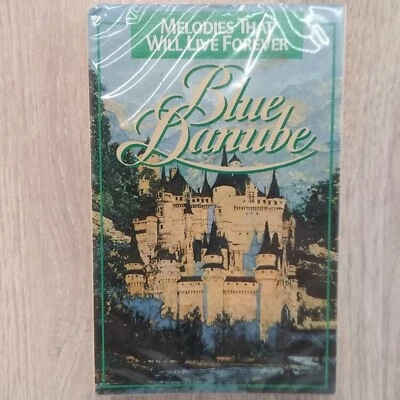 MELODIES THAT
WILL LIVE FOREVER
Blue
Danube